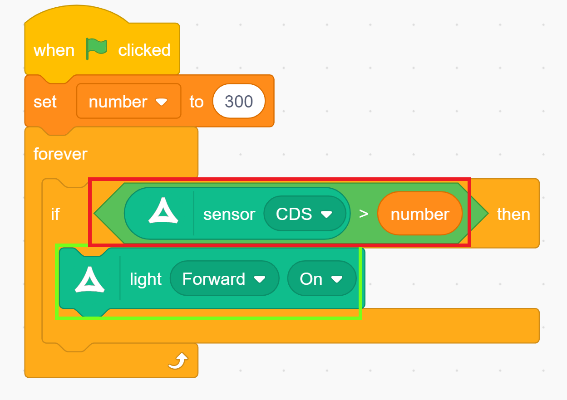 when clicked
set number to 300
forever
if sensor CDS > number then
light Forward On